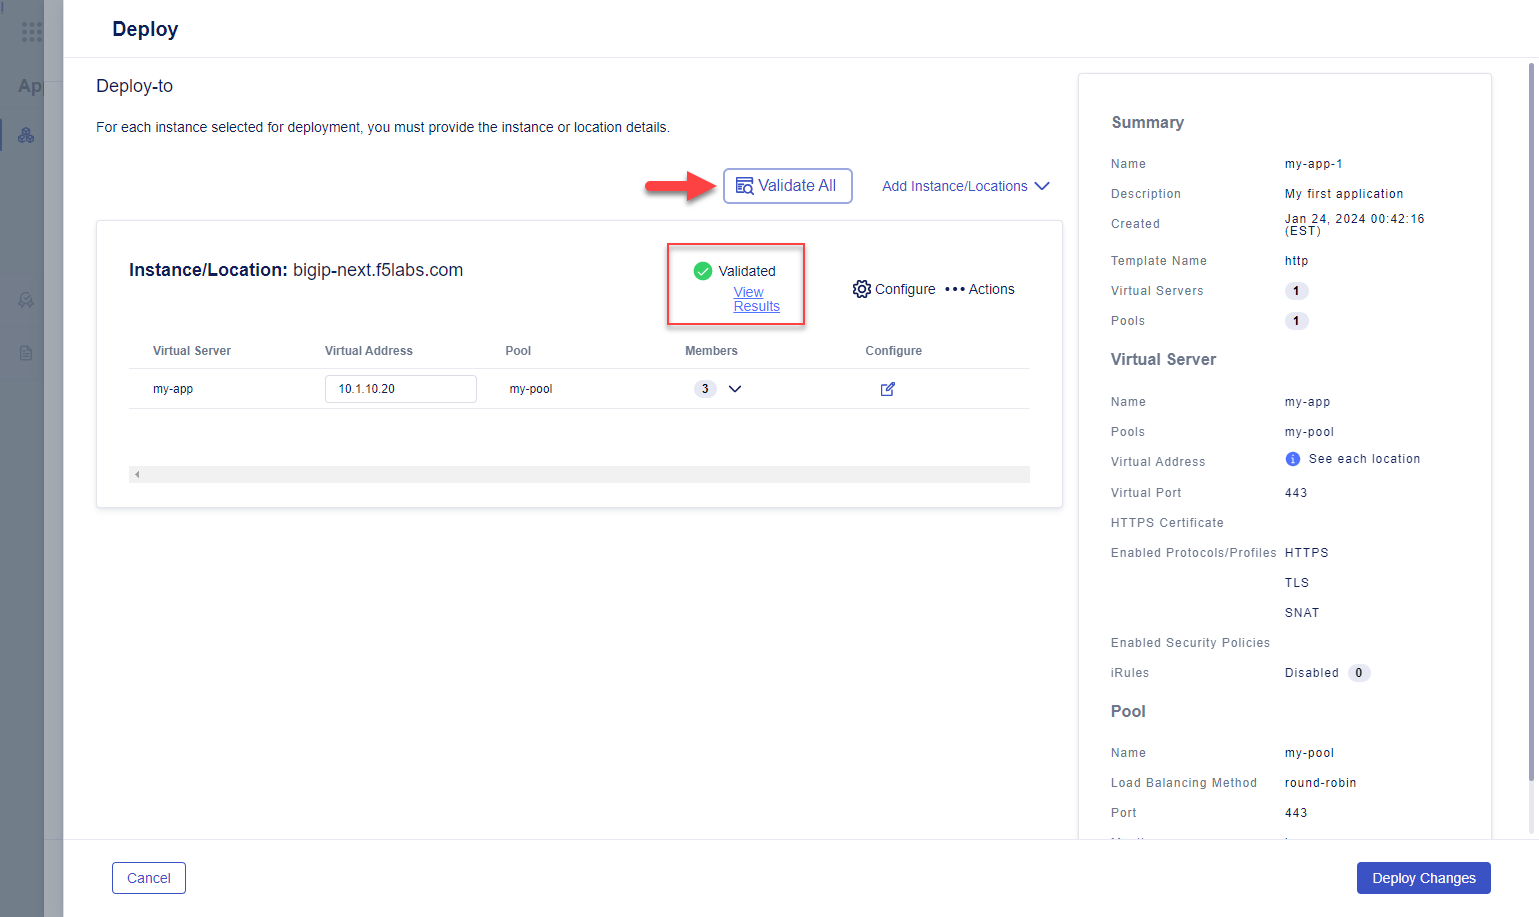 App
Deploy
Deploy-to
For each instance selected for deployment, you must provide the instance or location details.
Validate All
Add Instance/Locations
Instance/Location: bigip-next.f5labs.com
Validated
View
Results
Configure
Actions
Virtual Server Virtual Address Pool Members Configure
my-app 10.1.10.20 my-pool 3
Summary
Name my-app-1
Description My first application
Created Jan 24, 2024 00:42:16
(EST)
Template Name http
Virtual Servers 1
Pools 1
Virtual Server
Name my-app
Pools my-pool
Virtual Address See each location
Virtual Port 443
HTTPS Certificate
Enabled Protocols/Profiles HTTPS
TLS
SNAT
Enabled Security Policies
iRules Disabled 0
Pool
Name my-pool
Load Balancing Method round-robin
Port 443
Cancel
Deploy Changes